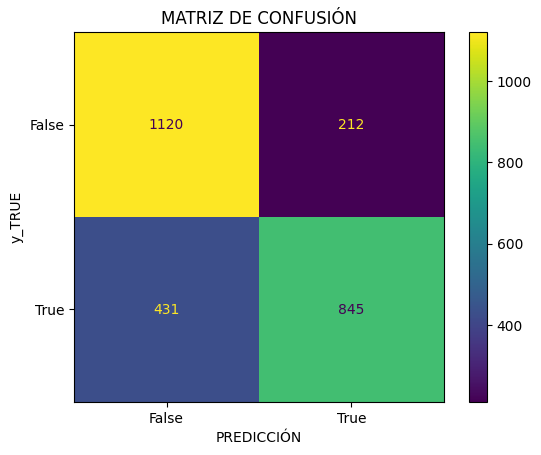 MATRIZ DE CONFUSIÓN
1000
False
1120
212
800
y_TRUE
600
True
431
845
400
False
True
PREDICCIÓN